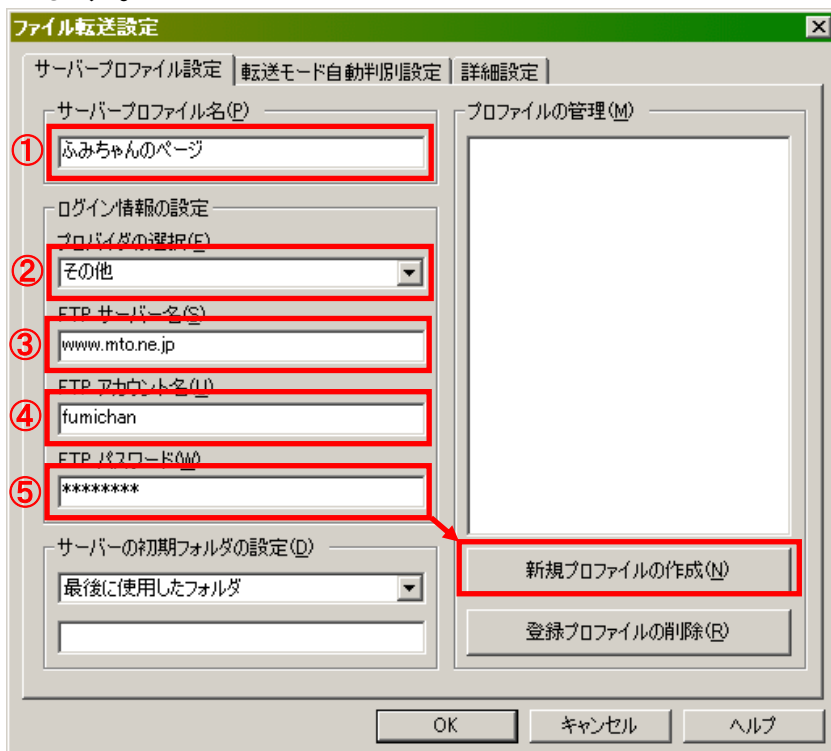 ファイル転送設定
サーバープロファイル設定 転送モード自動判別設定 詳細設定
サーバープロファイル名(P)
① ふみちゃんのページ
ログイン情報の設定
プロバイダの選択(E)
② その他
FTP サーバー名(S)
③ www.mto.ne.jp
FTP アカウント名(U)
④ fumichan
FTP パスワード(W)
⑤ ********
サーバーの初期フォルダの設定(D)
最後に使用したフォルダ
プロファイルの管理(M)
新規プロファイルの作成(N)
登録プロファイルの削除(R)
OK キャンセル ヘルプ